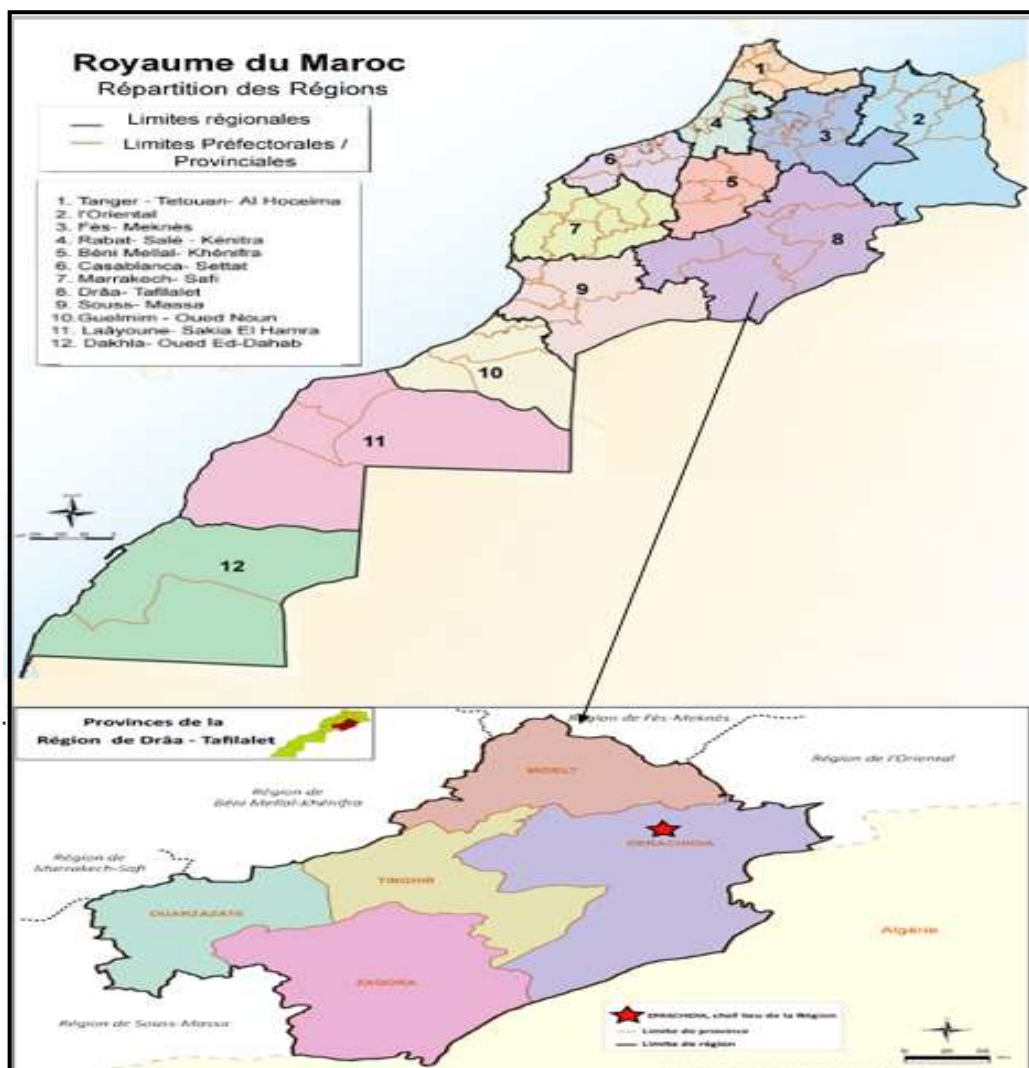 Royaume du Maroc
Répartition des Régions
Limites régionales
Limites Préfectorales /
Provinciales
1. Tanger - Tetouan- Al Hoceima
2. l'Oriental
3. Fès- Meknès
4. Rabat- Salé - Kénitra
5. Béni Mellal- Khénifra
6. Casablanca- Settat
7. Marrakech- Safi
8. Drâa- Tafilalet
9. Souss- Massa
10. Guelmim - Oued Noun
11. Laâyoune- Sakia El Hamra
12. Dakhla- Oued Ed-Dahab
1
2
3
4
5
6
7
8
9
10
11
12
Provinces de la
Région de Drâa - Tafilalet
Région de Fès-Meknès
Région de l'Oriental
Région de
Béni Mellal-Khénifra
Région de
Marrakech-Safi
MIDELT
ERRACHIDIA
TINGHIR
OUARZAZATE
ZAGORA
Algérie
Région de Souss-Massa
ERRACHIDIA, chef lieu de la Région
Limite de province
Limite de région